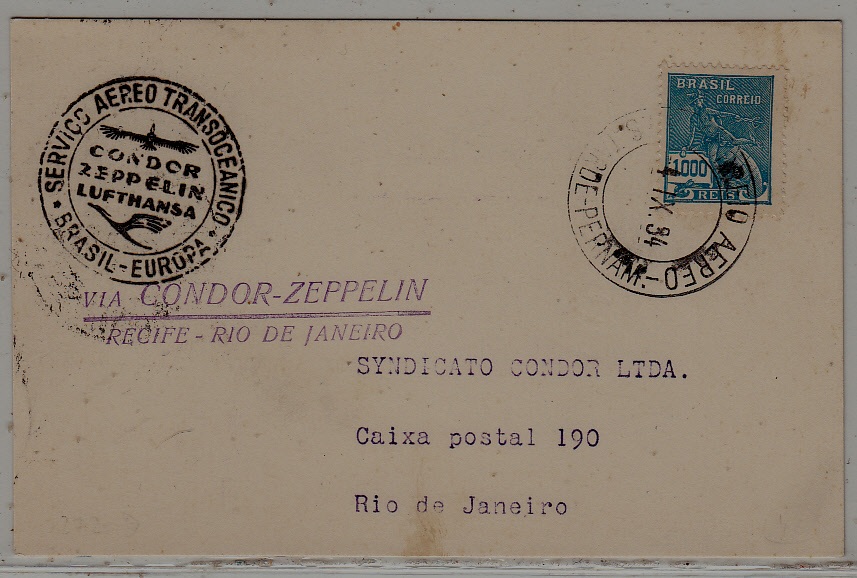 SERVIÇO AEREO TRANSOCEANICO
CONDOR
ZEPPELIN
LUFTHANSA
* BRASIL-EUROPA *
BRASIL
CORREIO
1000
REIS
AEREO-
DE-PERNAM.-
IX.34
VIA CONDOR-ZEPPELIN
RECIFE - RIO DE JANEIRO
SYNDICATO CONDOR LTDA.
Caixa postal 190
Rio de Janeiro